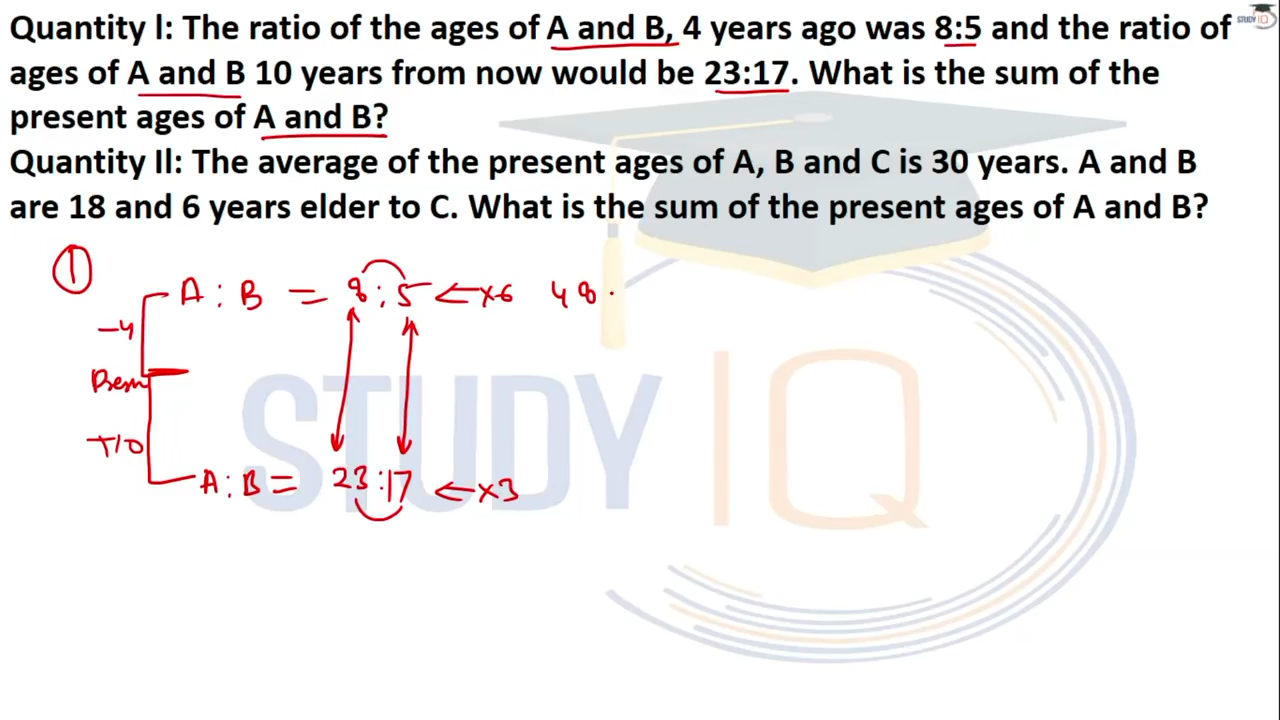 Quantity l: The ratio of the ages of A and B, 4 years ago was 8:5 and the ratio of
ages of A and B 10 years from now would be 23:17. What is the sum of the
present ages of A and B?
Quantity Il: The average of the present ages of A, B and C is 30 years. A and B
are 18 and 6 years elder to C. What is the sum of the present ages of A and B?
STUDY IQ
①
A : B = 8 : 5 ← ×6 48
-4
+10
A : B = 23 : 17 ← ×3
STUDY IQ